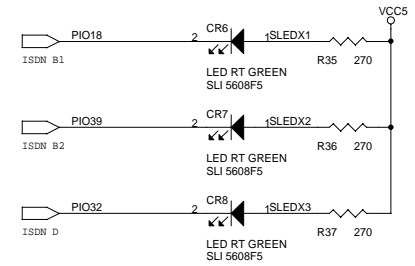 VCC5
PIO18 2 CR6 1 SLEDX1
ISDN B1 LED RT GREEN R35 270
SLI 5608F5
PIO39 2 CR7 1 SLEDX2
ISDN B2 LED RT GREEN R36 270
SLI 5608F5
PIO32 2 CR8 1 SLEDX3
ISDN D LED RT GREEN R37 270
SLI 5608F5